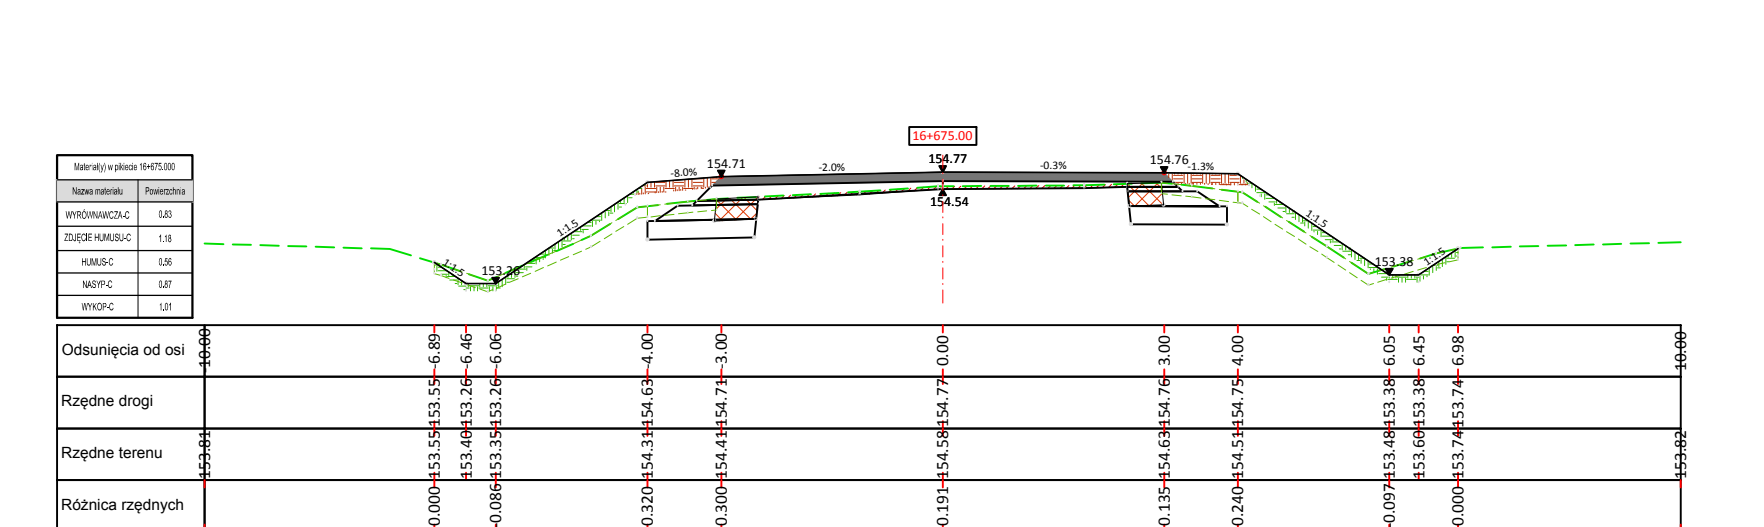 16+675.00
Materiał(y) w pikiecie 16+675.000
Nazwa materiału Powierzchnia
WYRÓWNAWCZA-C 0.83
ZDJĘCIE HUMUSU-C 1.18
HUMUS-C 0.56
NASYP-C 0.87
WYKOP-C 1.01
-8.0% 154.71 -2.0% 154.77 -0.3% 154.76 -1.3%
154.54
1:1.5 1:1.5
1:1.5 153.26 153.38 1:1.5
Odsunięcia od osi -10.00 -6.89 -6.46 -6.06 -4.00 -3.00 0.00 3.00 4.00 6.05 6.45 6.98 10.00
Rzędne drogi 153.55 153.26 153.26 154.63 154.71 154.77 154.76 154.75 153.38 153.38 153.74
Rzędne terenu 153.81 153.55 153.40 153.35 154.31 154.41 154.58 154.63 154.51 153.48 153.60 153.74 153.82
Różnica rzędnych 0.000 0.086 0.320 0.300 0.191 0.135 0.240 0.097 0.000